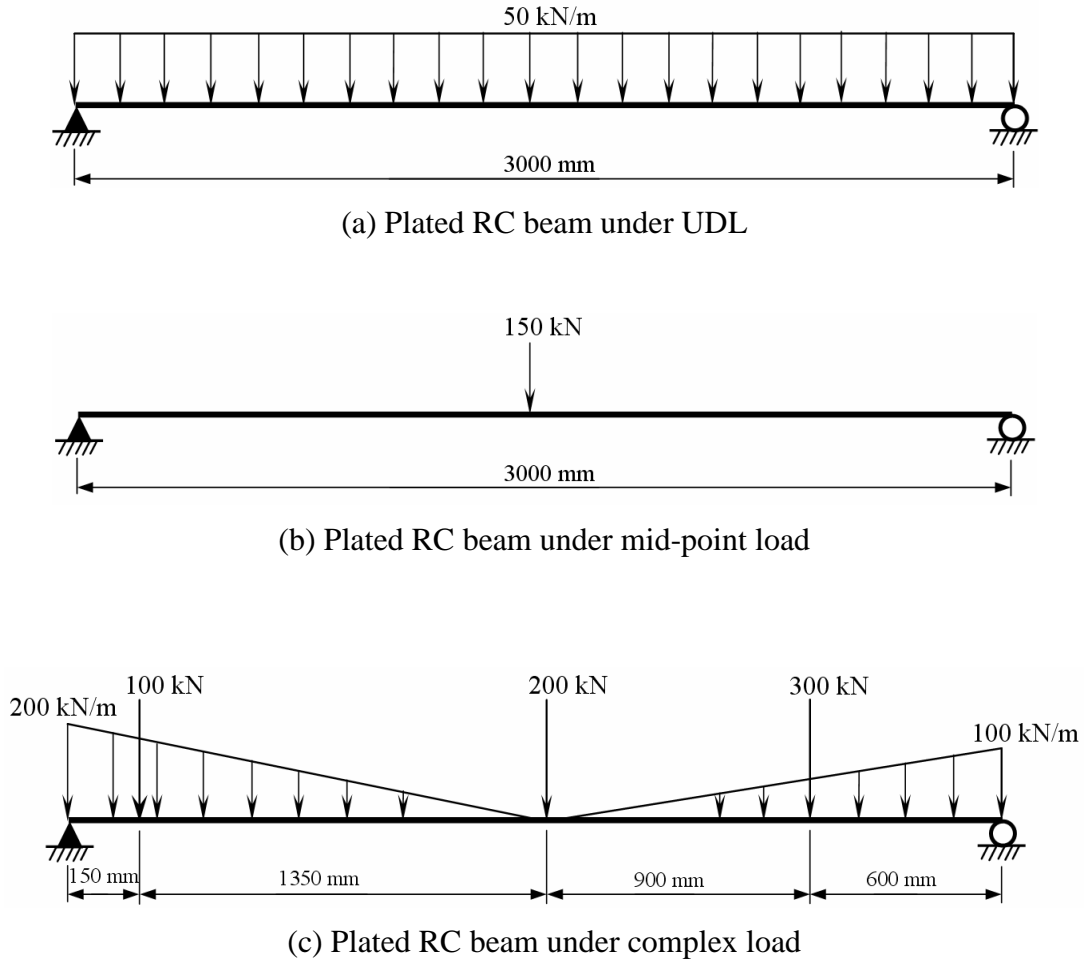 50 kN/m
3000 mm
(a) Plated RC beam under UDL
150 kN
3000 mm
(b) Plated RC beam under mid-point load
100 kN 200 kN 300 kN
200 kN/m 100 kN/m
150 mm 1350 mm 900 mm 600 mm
(c) Plated RC beam under complex load